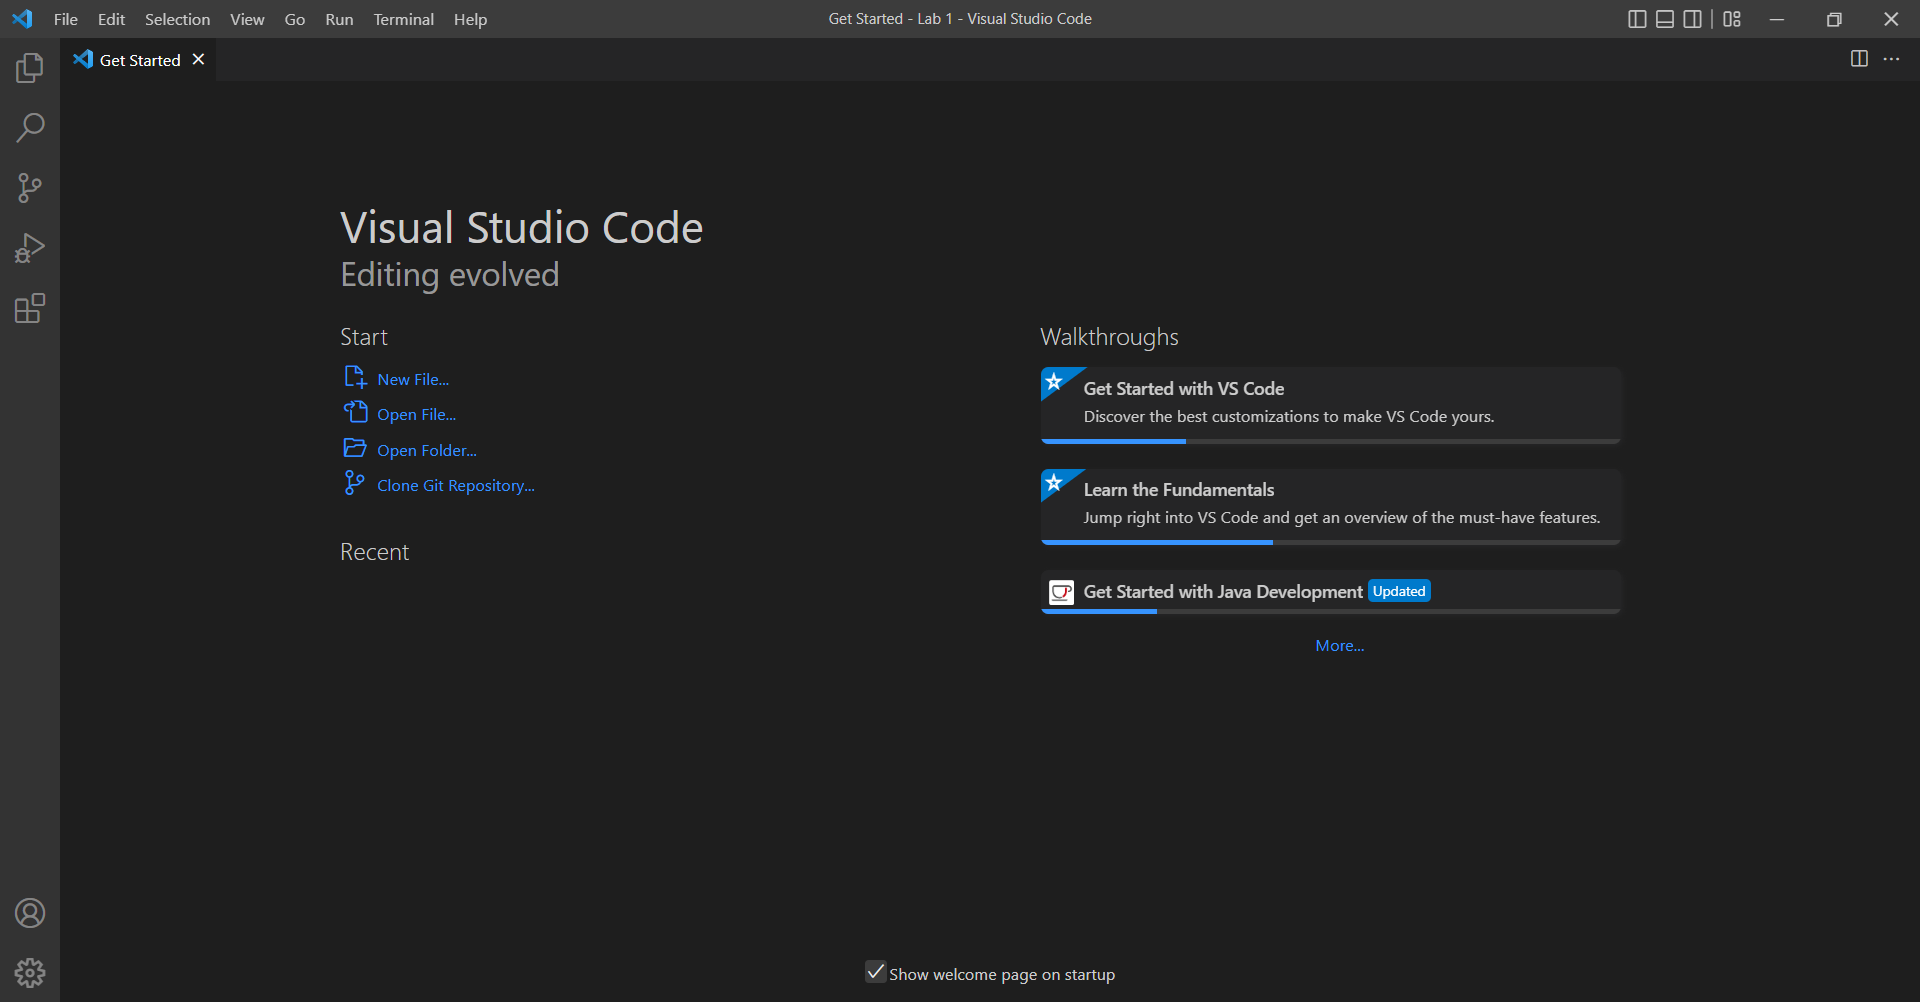 File Edit Selection View Go Run Terminal Help
Get Started - Lab 1 - Visual Studio Code
Get Started
Visual Studio Code
Editing evolved
Start
New File...
Open File...
Open Folder...
Clone Git Repository...
Recent
Walkthroughs
Get Started with VS Code
Discover the best customizations to make VS Code yours.
Learn the Fundamentals
Jump right into VS Code and get an overview of the must-have features.
Get Started with Java Development Updated
More...
Show welcome page on startup